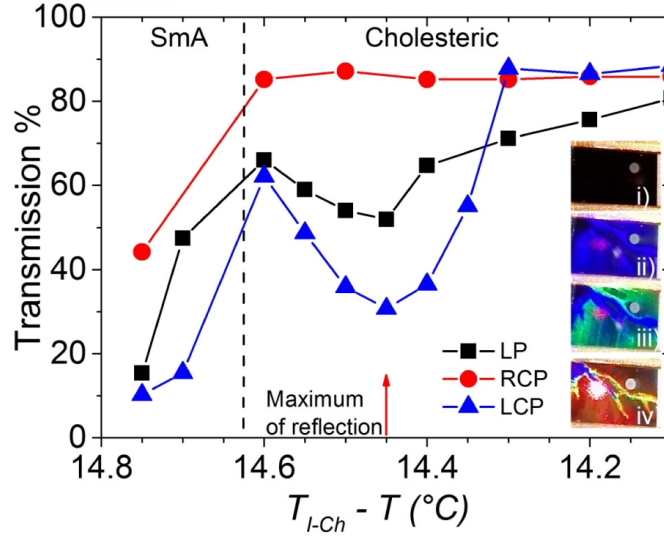 100
SmA
Cholesteric
80
60
40
20
0
Transmission %
i)
ii)
iii)
iv
LP
RCP
LCP
Maximum
of reflection
14.8
14.6
14.4
14.2
T_I-Ch - T (°C)